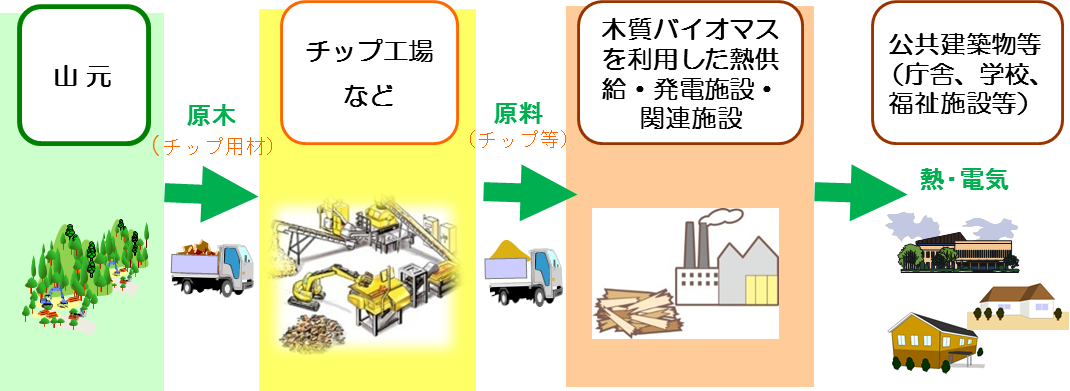 山 元
原木
（チップ用材）
チップ工場
など
原料
（チップ等）
木質バイオマス
を利用した熱供
給・発電施設・
関連施設
公共建築物等
（庁舎、学校、
福祉施設等）
熱・電気